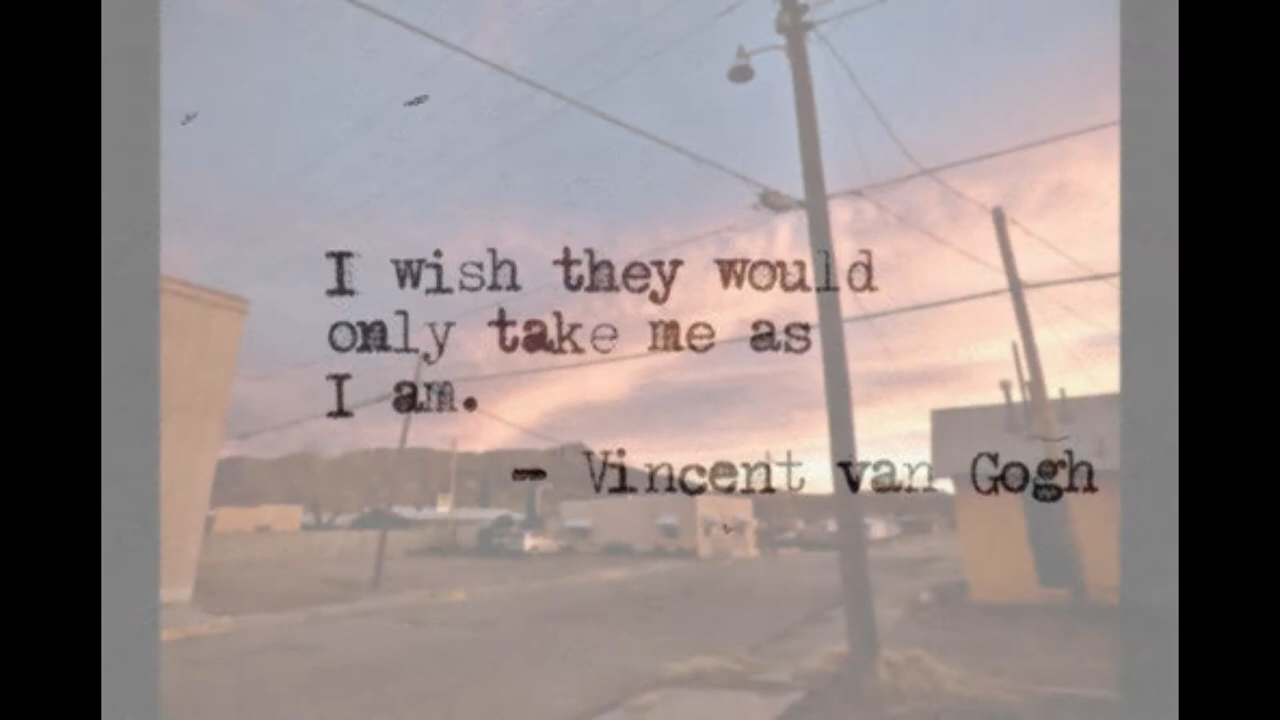 I wish they would
only take me as
I am.
- Vincent van Gogh